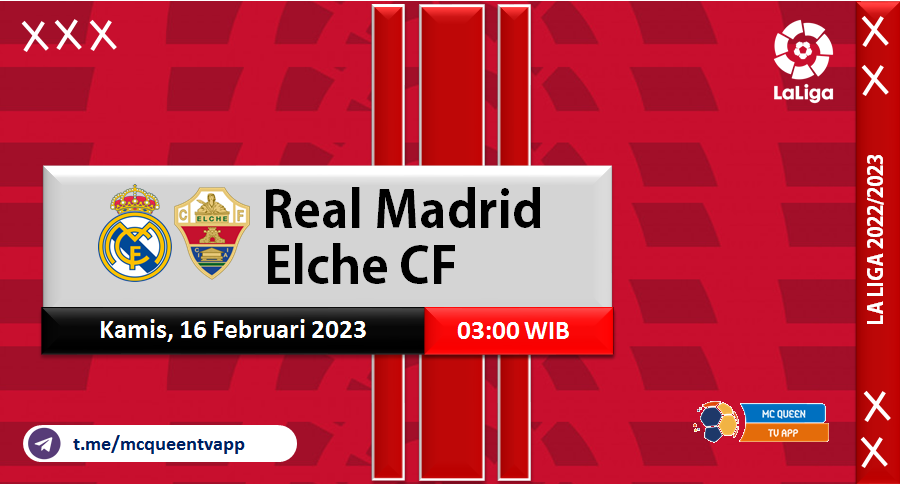 XXX
LaLiga
X
X
LA LIGA 2022/2023
Real Madrid
Elche CF
C ELCHE F
Kamis, 16 Februari 2023
03:00 WIB
X
X
MC QUEEN
TV APP
t.me/mcqueentvapp